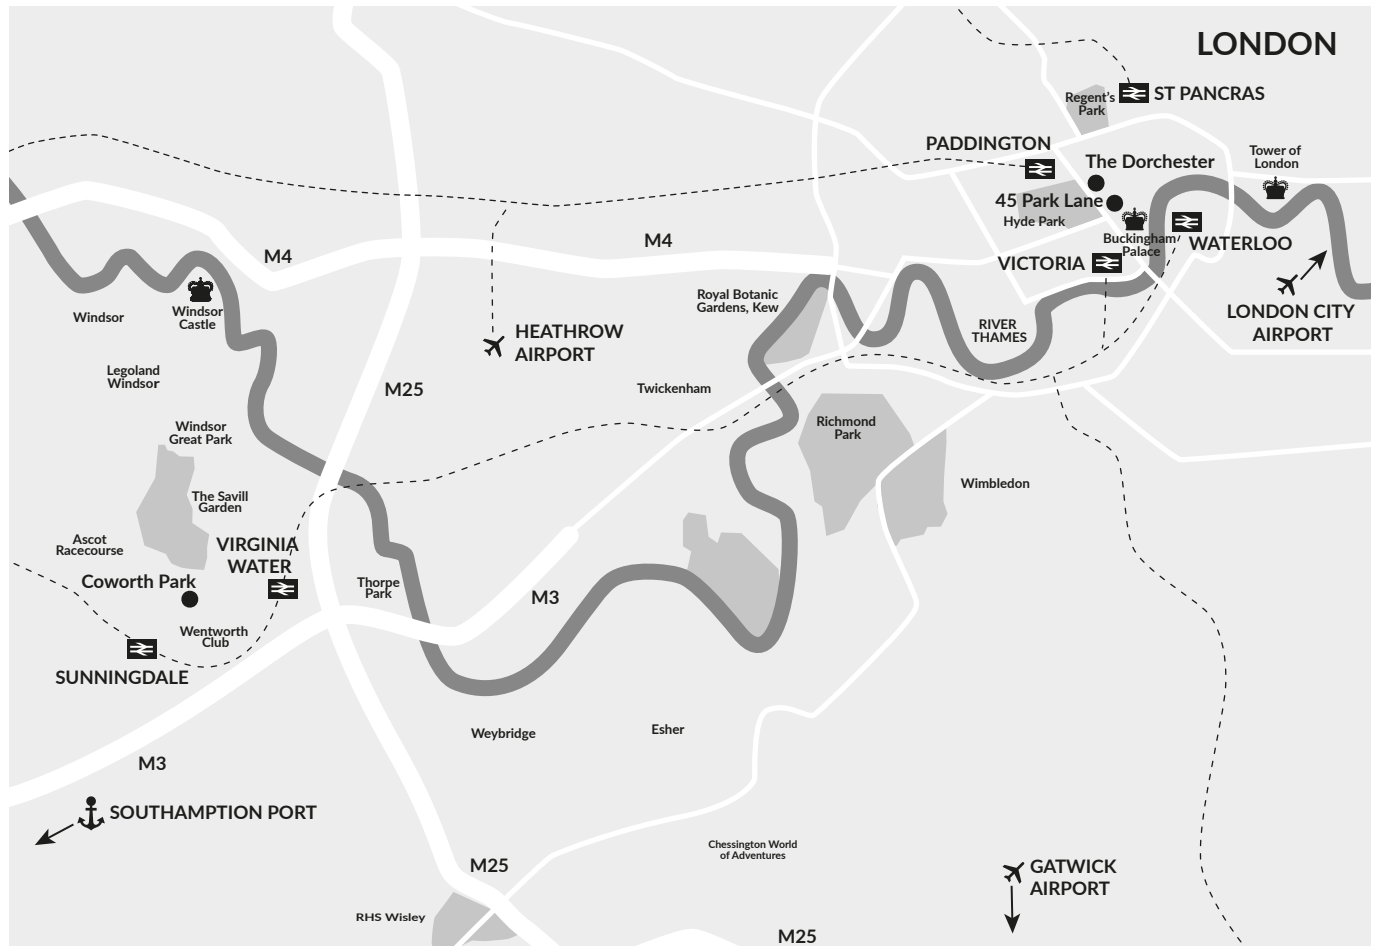 LONDON
Regent's
Park
ST PANCRAS
PADDINGTON
The Dorchester
Tower of
London
45 Park Lane
Hyde Park
Buckingham
Palace
WATERLOO
VICTORIA
M4
M4
Windsor
Windsor
Castle
Royal Botanic
Gardens, Kew
LONDON CITY
AIRPORT
RIVER
THAMES
HEATHROW
AIRPORT
Legoland
Windsor
M25
Twickenham
Windsor
Great Park
Richmond
Park
Wimbledon
The Savill
Garden
Ascot
Racecourse
VIRGINIA
WATER
Coworth Park
Thorpe
Park
M3
Wentworth
Club
SUNNINGDALE
Weybridge
Esher
M3
SOUTHAMPTION PORT
Chessington World
of Adventures
M25
GATWICK
AIRPORT
RHS Wisley
M25